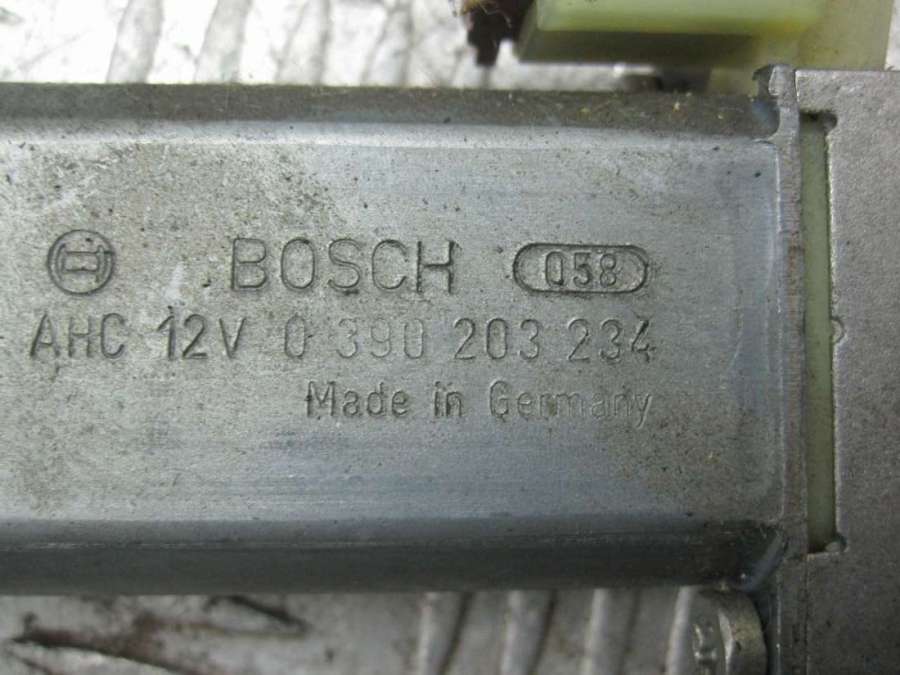 BOSCH 058
AHC 12V 0 390 203 234
Made in Germany